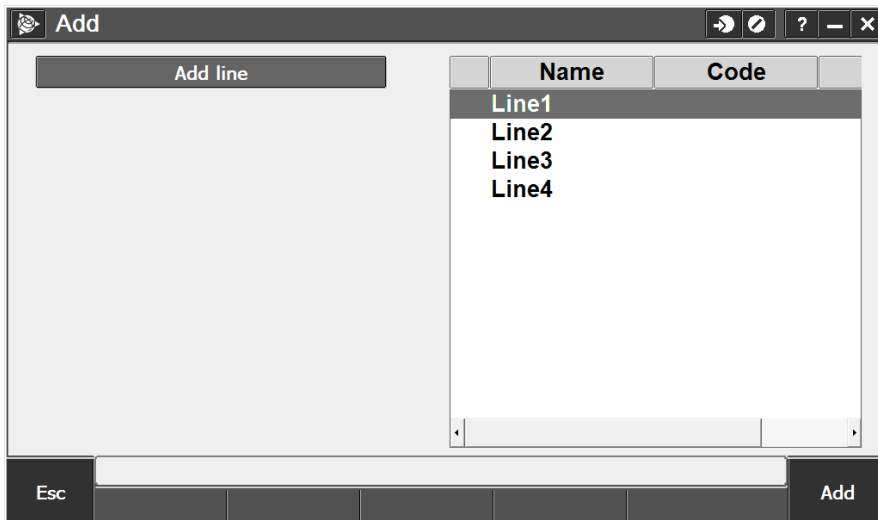 Add
?
Add line
Name Code
Line1
Line2
Line3
Line4
Esc
Add